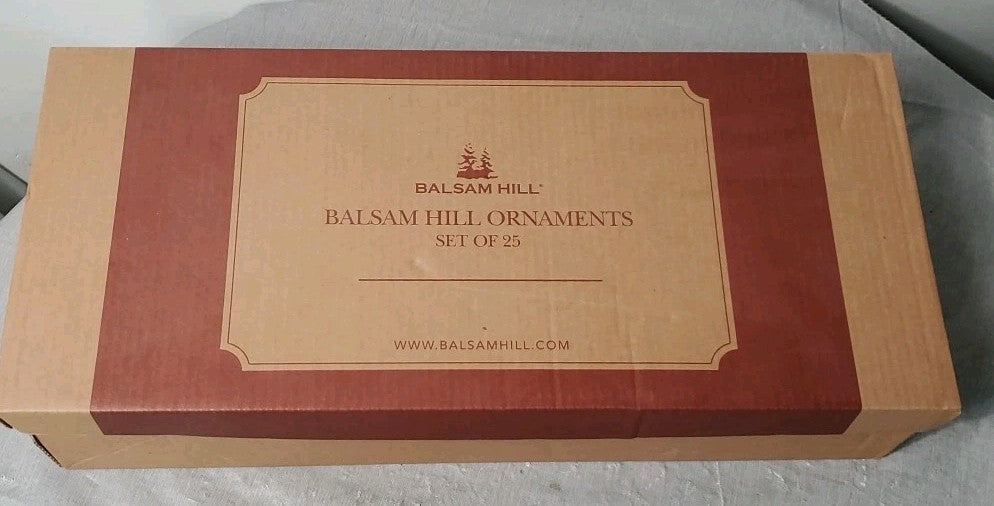 BALSAM HILL®
BALSAM HILL ORNAMENTS
SET OF 25
WWW.BALSAMHILL.COM